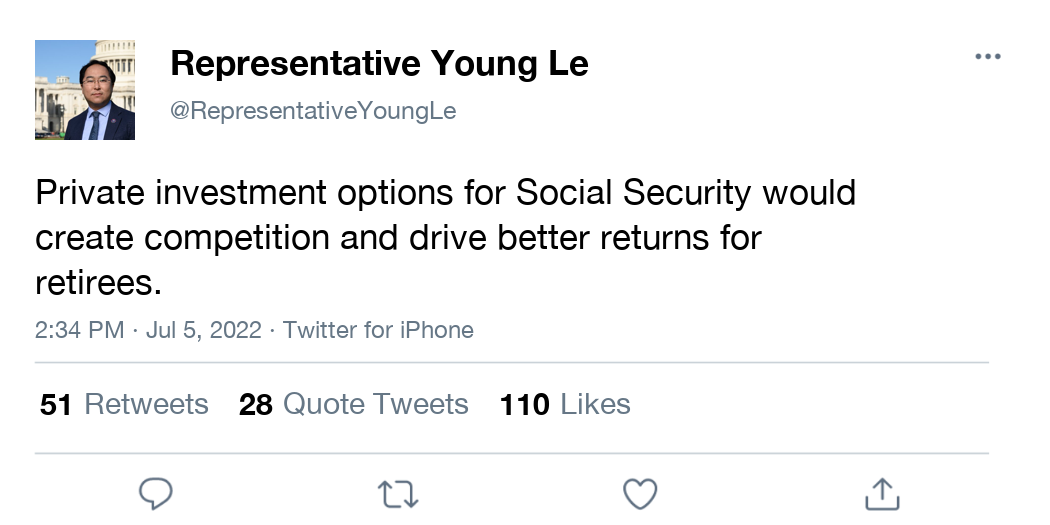 Representative Young Le
@RepresentativeYoungLe
Private investment options for Social Security would
create competition and drive better returns for
retirees.
2:34 PM · Jul 5, 2022 · Twitter for iPhone
51 Retweets 28 Quote Tweets 110 Likes